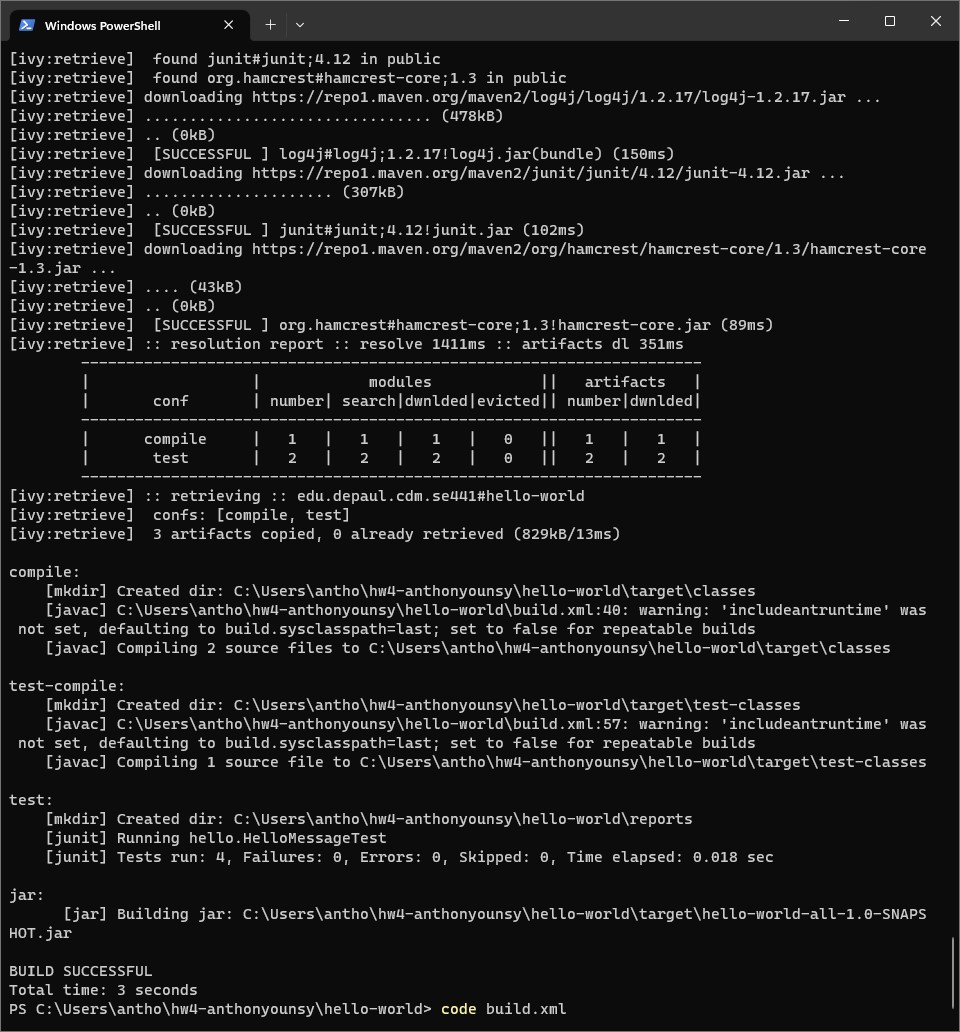 Windows PowerShell
[ivy:retrieve]  found junit#junit;4.12 in public
[ivy:retrieve]  found org.hamcrest#hamcrest-core;1.3 in public
[ivy:retrieve] downloading https://repo1.maven.org/maven2/log4j/log4j/1.2.17/log4j-1.2.17.jar ...
[ivy:retrieve] ................................ (478kB)
[ivy:retrieve] .. (0kB)
[ivy:retrieve]  [SUCCESSFUL ] log4j#log4j;1.2.17!log4j.jar(bundle) (150ms)
[ivy:retrieve] downloading https://repo1.maven.org/maven2/junit/junit/4.12/junit-4.12.jar ...
[ivy:retrieve] ..................... (307kB)
[ivy:retrieve] .. (0kB)
[ivy:retrieve]  [SUCCESSFUL ] junit#junit;4.12!junit.jar (102ms)
[ivy:retrieve] downloading https://repo1.maven.org/maven2/org/hamcrest/hamcrest-core/1.3/hamcrest-core
-1.3.jar ...
[ivy:retrieve] .... (43kB)
[ivy:retrieve] .. (0kB)
[ivy:retrieve]  [SUCCESSFUL ] org.hamcrest#hamcrest-core;1.3!hamcrest-core.jar (89ms)
[ivy:retrieve] :: resolution report :: resolve 1411ms :: artifacts dl 351ms
        ---------------------------------------------------------------------
        |                  |            modules            ||   artifacts   |
        |       conf       | number| search|dwnlded|evicted|| number|dwnlded|
        ---------------------------------------------------------------------
        |      compile     |   1   |   1   |   1   |   0   ||   1   |   1   |
        |       test       |   2   |   2   |   2   |   0   ||   2   |   2   |
        ---------------------------------------------------------------------
[ivy:retrieve] :: retrieving :: edu.depaul.cdm.se441#hello-world
[ivy:retrieve]  confs: [compile, test]
[ivy:retrieve]  3 artifacts copied, 0 already retrieved (829kB/13ms)

compile:
    [mkdir] Created dir: C:\Users\antho\hw4-anthonyounsy\hello-world\target\classes
    [javac] C:\Users\antho\hw4-anthonyounsy\hello-world\build.xml:40: warning: 'includeantruntime' was
 not set, defaulting to build.sysclasspath=last; set to false for repeatable builds
    [javac] Compiling 2 source files to C:\Users\antho\hw4-anthonyounsy\hello-world\target\classes

test-compile:
    [mkdir] Created dir: C:\Users\antho\hw4-anthonyounsy\hello-world\target\test-classes
    [javac] C:\Users\antho\hw4-anthonyounsy\hello-world\build.xml:57: warning: 'includeantruntime' was
 not set, defaulting to build.sysclasspath=last; set to false for repeatable builds
    [javac] Compiling 1 source file to C:\Users\antho\hw4-anthonyounsy\hello-world\target\test-classes

test:
    [mkdir] Created dir: C:\Users\antho\hw4-anthonyounsy\hello-world\reports
    [junit] Running hello.HelloMessageTest
    [junit] Tests run: 4, Failures: 0, Errors: 0, Skipped: 0, Time elapsed: 0.018 sec

jar:
      [jar] Building jar: C:\Users\antho\hw4-anthonyounsy\hello-world\target\hello-world-all-1.0-SNAPS
HOT.jar

BUILD SUCCESSFUL
Total time: 3 seconds
PS C:\Users\antho\hw4-anthonyounsy\hello-world> code build.xml